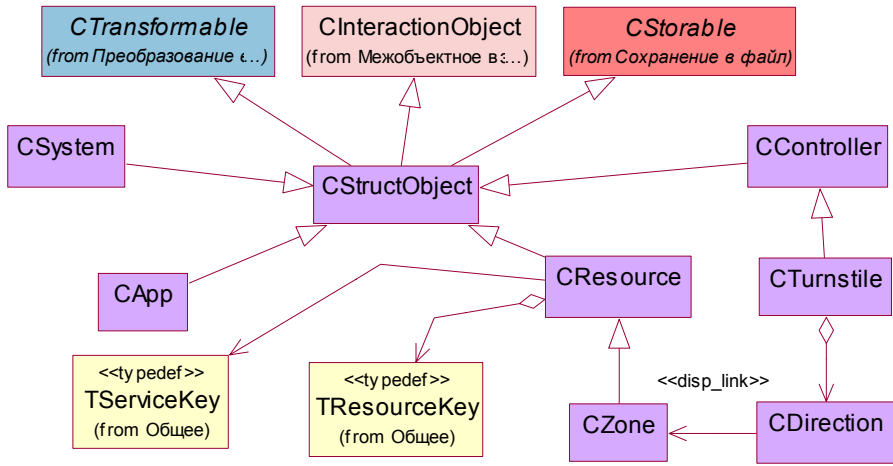 CTransformable
(from Преобразование и...)
CInteractionObject
(from Межобъектное вз...)
CStorable
(from Сохранение в файл)
CSystem
CController
CStructObject
CApp
CResource
CTurnstile
<<typedef>>
TServiceKey
(from Общее)
<<typedef>>
TResourceKey
(from Общее)
<<disp_link>>
CZone
CDirection